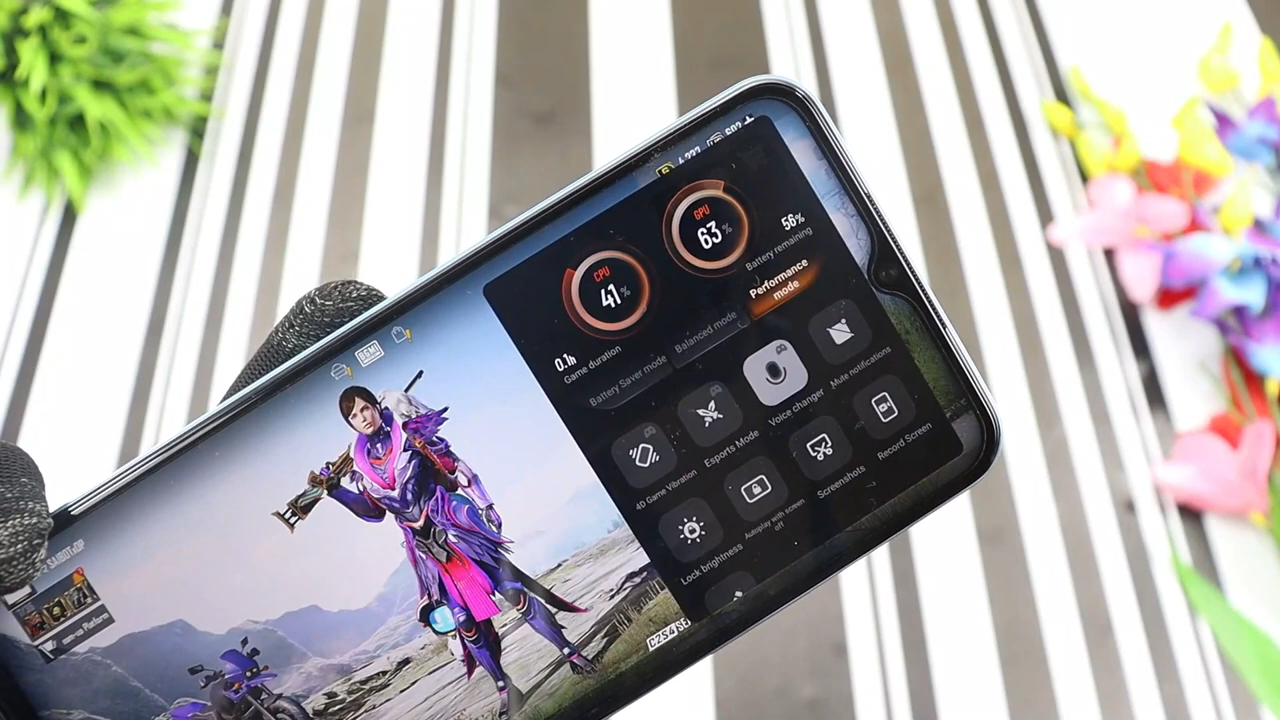 CPU
41%
GPU
63%
56%
Battery remaining
0.1h
Game duration
Battery Saver mode
Balanced mode
Performance
mode
4D Game Vibration
Esports Mode
Voice changer
Mute notifications
Lock brightness
Autoplay with screen
off
Screenshots
Record Screen
BGMI
Platform